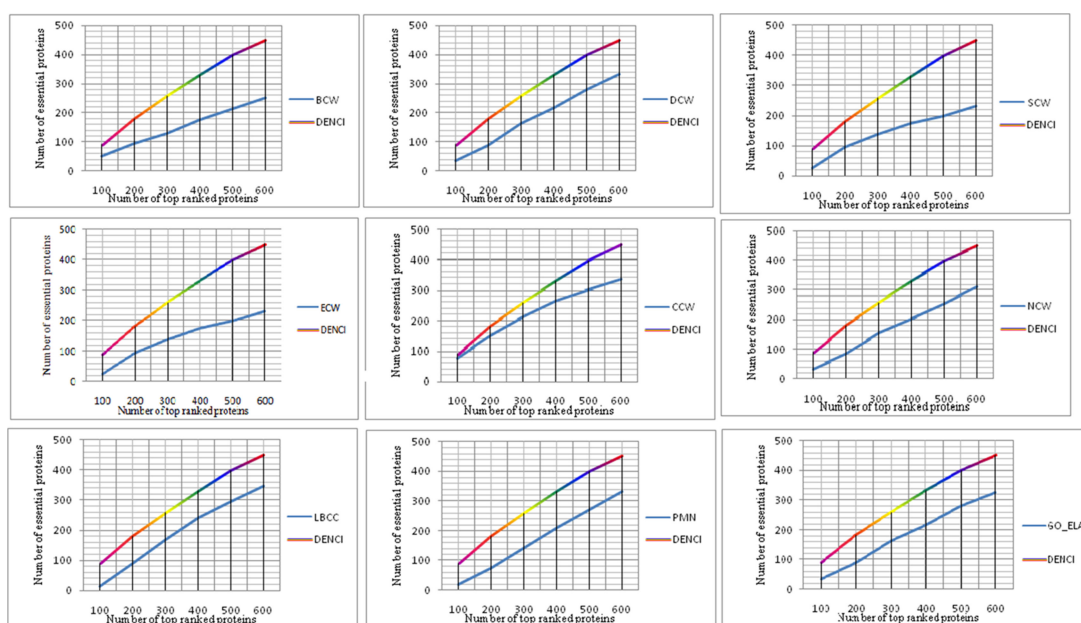 Number of essential proteins
500
400
300
200
100
0
100 200 300 400 500 600
Number of top ranked proteins
BCW
DENCI
Number of essential proteins
500
400
300
200
100
0
100 200 300 400 500 600
Number of top ranked proteins
DCW
DENCI
Number of essential proteins
500
400
300
200
100
0
100 200 300 400 500 600
Number of top ranked proteins
SCW
DENCI
Number of essential proteins
500
400
300
200
100
0
100 200 300 400 500 600
Number of top ranked proteins
ECW
DENCI
Number of essential proteins
500
400
300
200
100
0
100 200 300 400 500 600
Number of top ranked proteins
CCW
DENCI
Number of essential proteins
500
400
300
200
100
0
100 200 300 400 500 600
Number of top ranked proteins
NCW
DENCI
Number of essential proteins
500
400
300
200
100
0
100 200 300 400 500 600
Number of top ranked proteins
LBCC
DENCI
Number of essential proteins
500
400
300
200
100
0
100 200 300 400 500 600
Number of top ranked proteins
PMN
DENCI
Number of essential proteins
500
400
300
200
100
0
100 200 300 400 500 600
Number of top ranked proteins
GO_ELA
DENCI